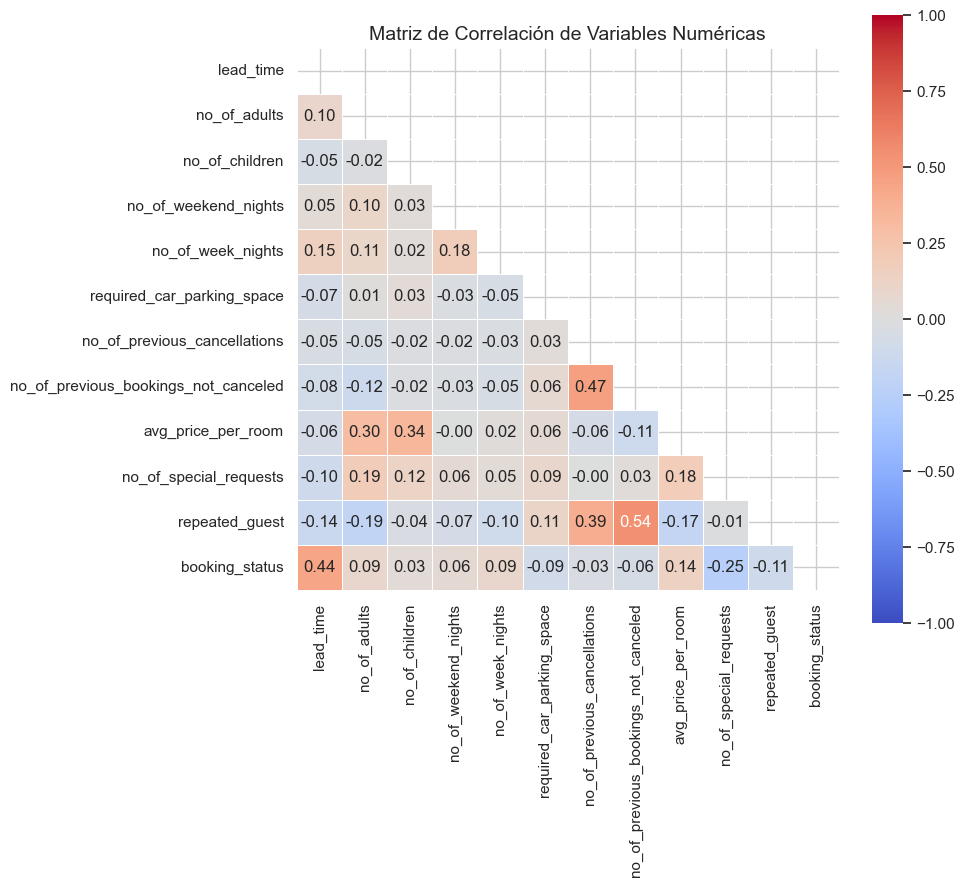 Matriz de Correlación de Variables Numéricas
1.00
0.75
0.50
0.25
0.00
-0.25
-0.50
-0.75
-1.00
lead_time
no_of_adults 0.10
no_of_children -0.05 -0.02
no_of_weekend_nights 0.05 0.10 0.03
no_of_week_nights 0.15 0.11 0.02 0.18
required_car_parking_space -0.07 0.01 0.03 -0.03 -0.05
no_of_previous_cancellations -0.05 -0.05 -0.02 -0.02 -0.03 0.03
no_of_previous_bookings_not_canceled -0.08 -0.12 -0.02 -0.03 -0.05 0.06 0.47
avg_price_per_room -0.06 0.30 0.34 -0.00 0.02 0.06 -0.06 -0.11
no_of_special_requests -0.10 0.19 0.12 0.06 0.05 0.09 -0.00 0.03 0.18
repeated_guest -0.14 -0.19 -0.04 -0.07 -0.10 0.11 0.39 0.54 -0.17 -0.01
booking_status 0.44 0.09 0.03 0.06 0.09 -0.09 -0.03 -0.06 0.14 -0.25 -0.11
lead_time
no_of_adults
no_of_children
no_of_weekend_nights
no_of_week_nights
required_car_parking_space
no_of_previous_cancellations
no_of_previous_bookings_not_canceled
avg_price_per_room
no_of_special_requests
repeated_guest
booking_status